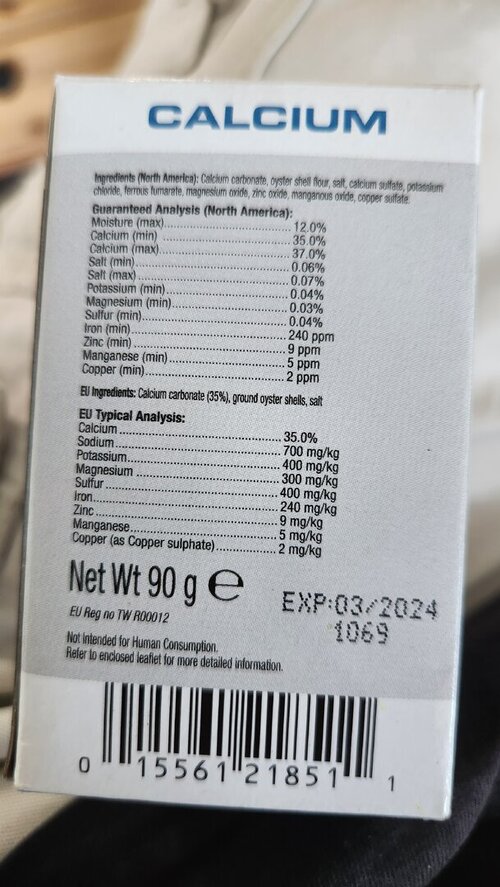 CALCIUM
Ingredients (North America): Calcium carbonate, oyster shell flour, salt, calcium sulfate, potassium
chloride, ferrous fumarate, magnesium oxide, zinc oxide, manganous oxide, copper sulfate.
Guaranteed Analysis (North America):
Moisture (max)..........12.0%
Calcium (min)..........35.0%
Calcium (max)..........37.0%
Salt (min)..........0.06%
Salt (max)..........0.07%
Potassium (min)..........0.04%
Magnesium (min)..........0.03%
Sulfur (min)..........0.04%
Iron (min)..........240 ppm
Zinc (min)..........9 ppm
Manganese (min)..........5 ppm
Copper (min)..........2 ppm
EU Ingredients: Calcium carbonate (35%), ground oyster shells, salt
EU Typical Analysis:
Calcium..........35.0%
Sodium..........700 mg/kg
Potassium..........400 mg/kg
Magnesium..........300 mg/kg
Sulfur..........400 mg/kg
Iron..........240 mg/kg
Zinc..........9 mg/kg
Manganese..........5 mg/kg
Copper (as Copper sulphate)..........2 mg/kg
Net Wt 90 g ℮
EU Reg no TW R00012
EXP:03/2024
1069
Not Intended for Human Consumption.
Refer to enclosed leaflet for more detailed information.
0 15561 21851 1